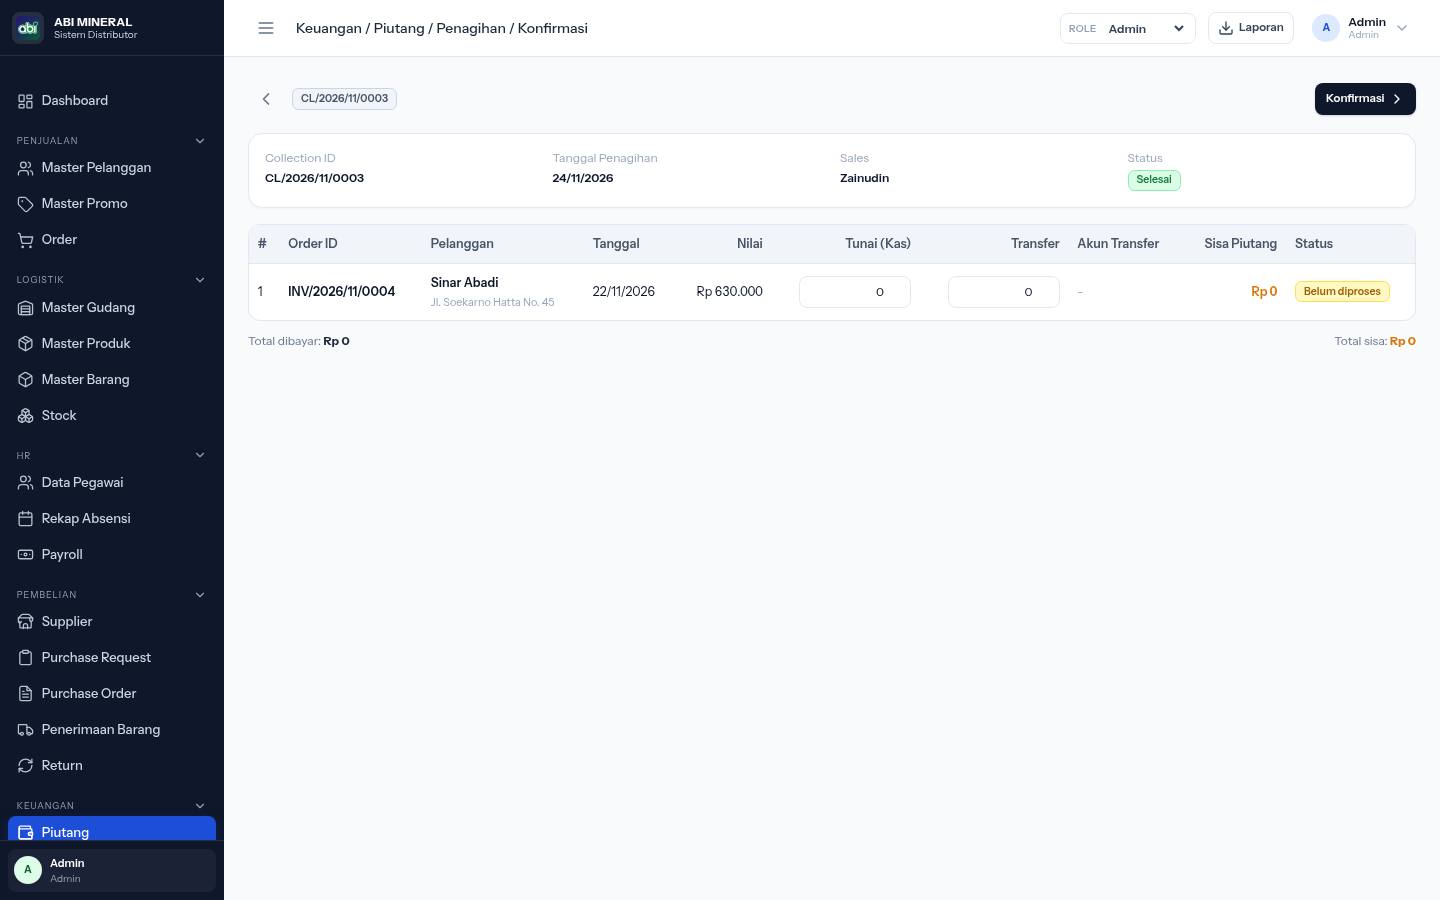 abi
ABI MINERAL
Sistem Distributor
Keuangan / Piutang / Penagihan / Konfirmasi
ROLE Admin
Laporan
A
Admin
Admin
Dashboard
PENJUALAN
Master Pelanggan
Master Promo
Order
LOGISTIK
Master Gudang
Master Produk
Master Barang
Stock
HR
Data Pegawai
Rekap Absensi
Payroll
PEMBELIAN
Supplier
Purchase Request
Purchase Order
Penerimaan Barang
Return
KEUANGAN
Piutang
A
Admin
Admin
CL/2026/11/0003
Konfirmasi
Collection ID Tanggal Penagihan Sales Status
CL/2026/11/0003 24/11/2026 Zainudin Selesai
# Order ID Pelanggan Tanggal Nilai Tunai (Kas) Transfer Akun Transfer Sisa Piutang Status
1 INV/2026/11/0004 Sinar Abadi 22/11/2026 Rp 630.000 0 0 - Rp 0 Belum diproses
Jl. Soekarno Hatta No. 45
Total dibayar: Rp 0 Total sisa: Rp 0